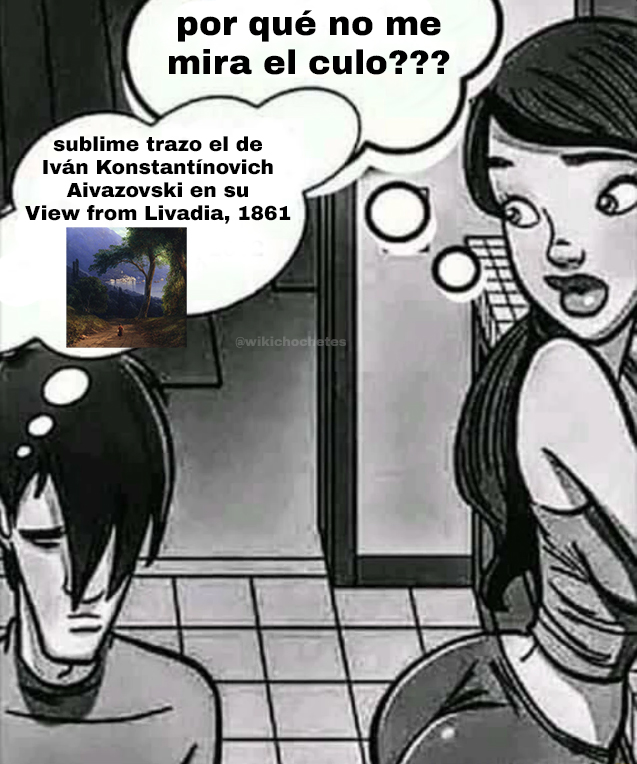 por qué no me
mira el culo???
sublime trazo el de
Iván Konstantínovich
Aivazovski en su
View from Livadia, 1861
@wikichochetes